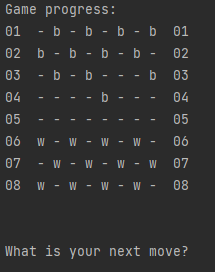 Game progress:
01 - b - b - b - b 01
02 b - b - b - b - 02
03 - b - b - - - b 03
04 - - - - b - - - 04
05 - - - - - - - - 05
06 w - w - w - w - 06
07 - w - w - w - w 07
08 w - w - w - w - 08
What is your next move?